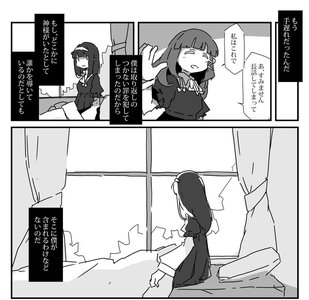 もう
手遅れだったんだ
あ、すみません
長話してしまって
私はこれで
僕は取り返しの
つかない罪を犯して
しまったのだから
もし、どこかに
神様がいたとして
誰かを導いて
いるのだとしても
そこに僕が
含まれるわけなど
ないのだ